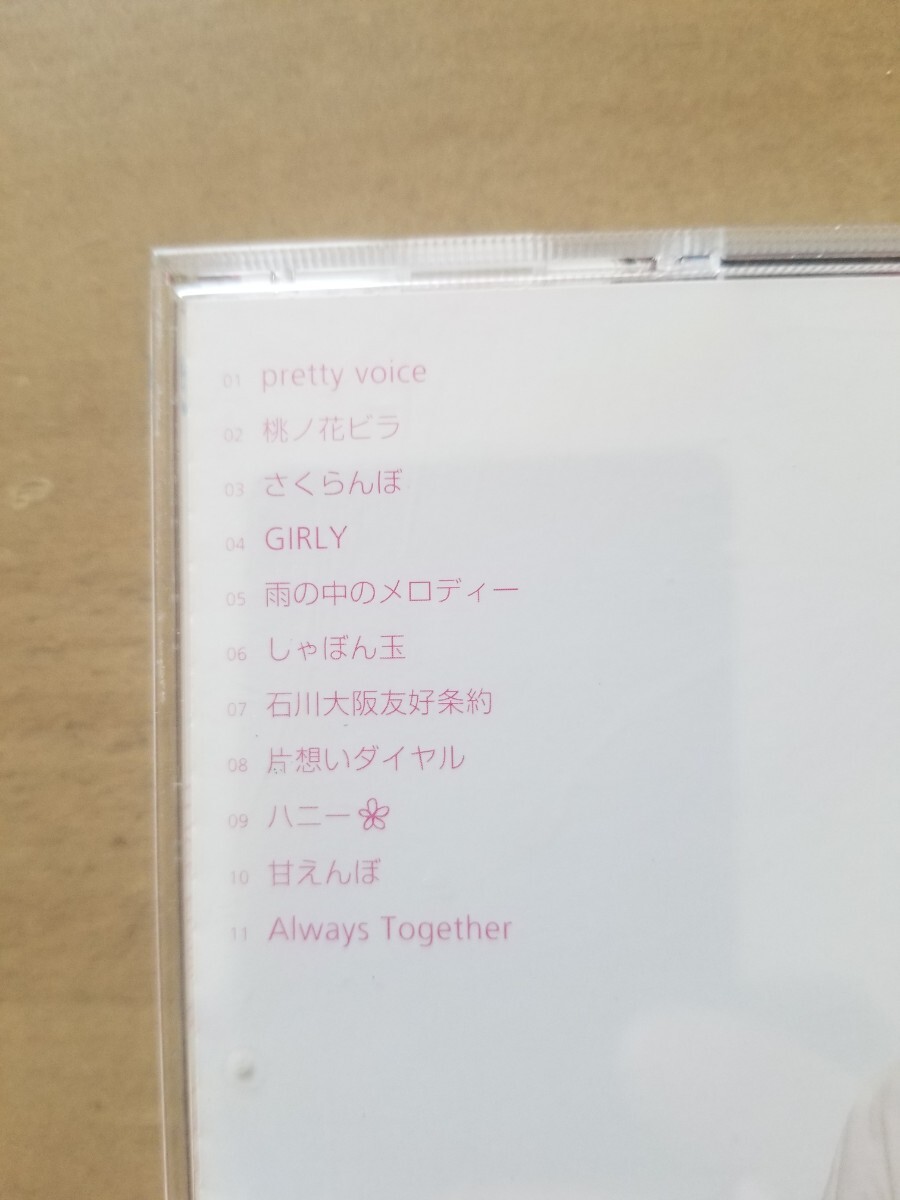 01 pretty voice
02 桃ノ花ビラ
03 さくらんぼ
04 GIRLY
05 雨の中のメロディー
06 しゃぼん玉
07 石川大阪友好条約
08 片想いダイヤル
09 ハニー
10 甘えんぼ
11 Always Together